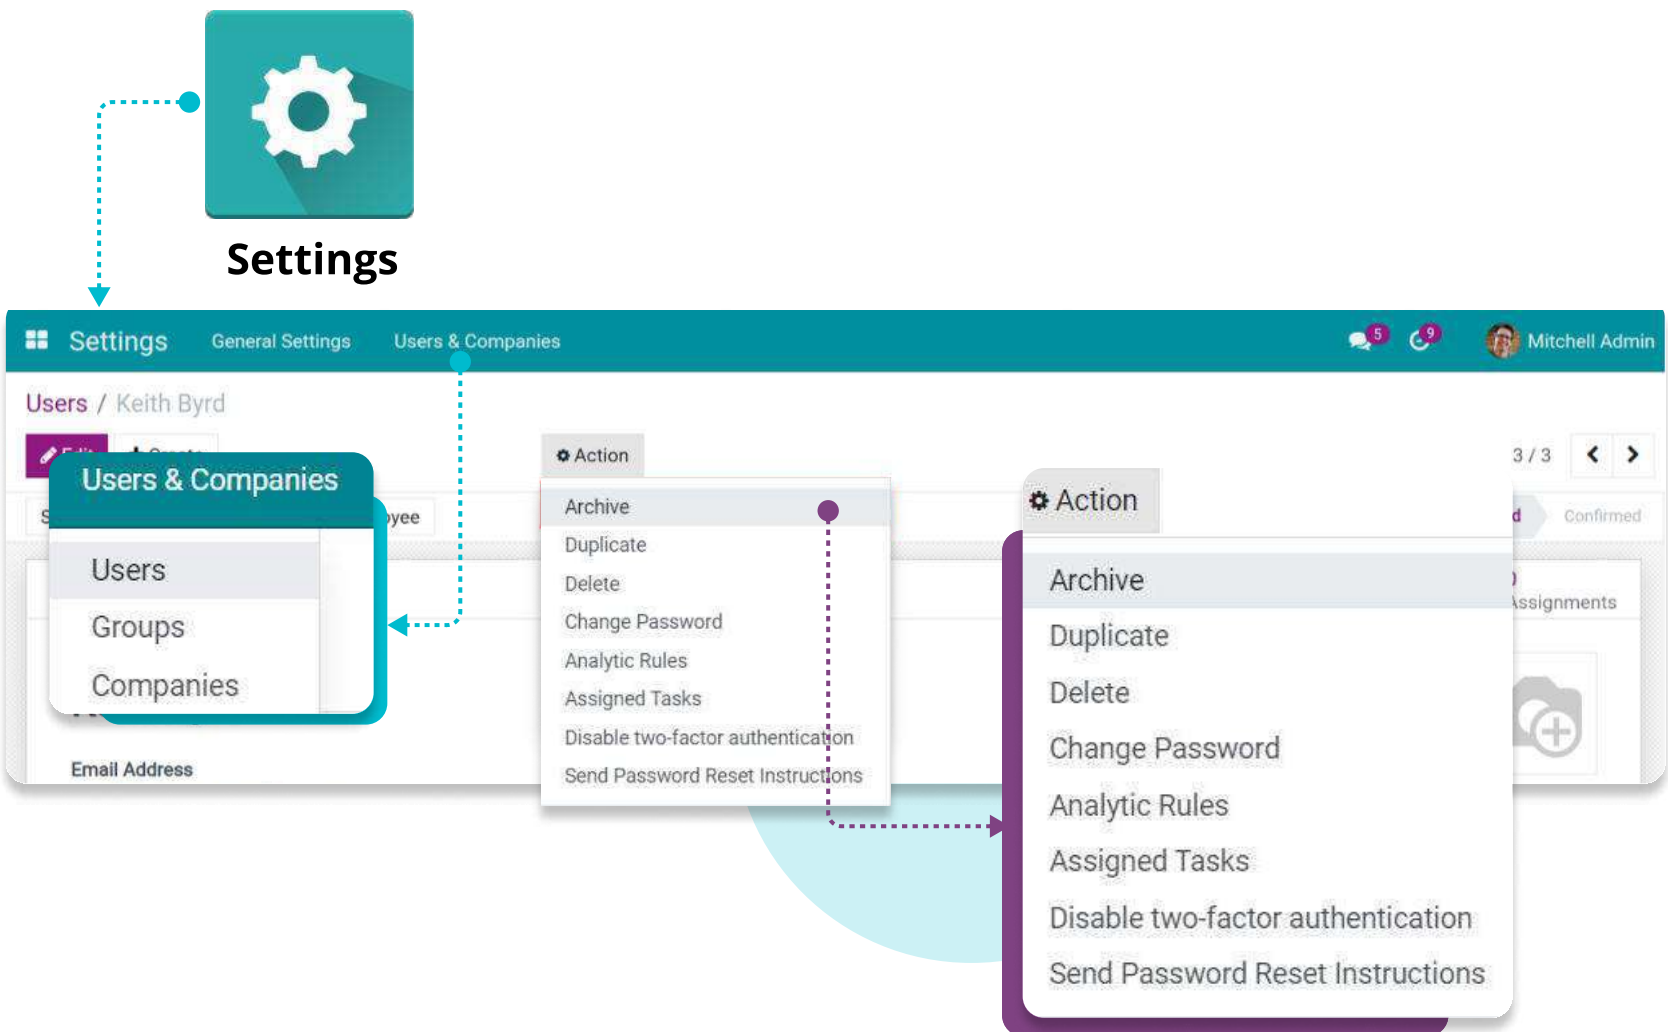 Settings
Settings General Settings Users & Companies 5 9 Mitchell Admin
Users / Keith Byrd
Edit Create
Action
3 / 3
Users & Companies
Users
Groups
Companies
Confirmed
Assignments
Email Address
Archive
Duplicate
Delete
Change Password
Analytic Rules
Assigned Tasks
Disable two-factor authentication
Send Password Reset Instructions
Action
Archive
Duplicate
Delete
Change Password
Analytic Rules
Assigned Tasks
Disable two-factor authentication
Send Password Reset Instructions